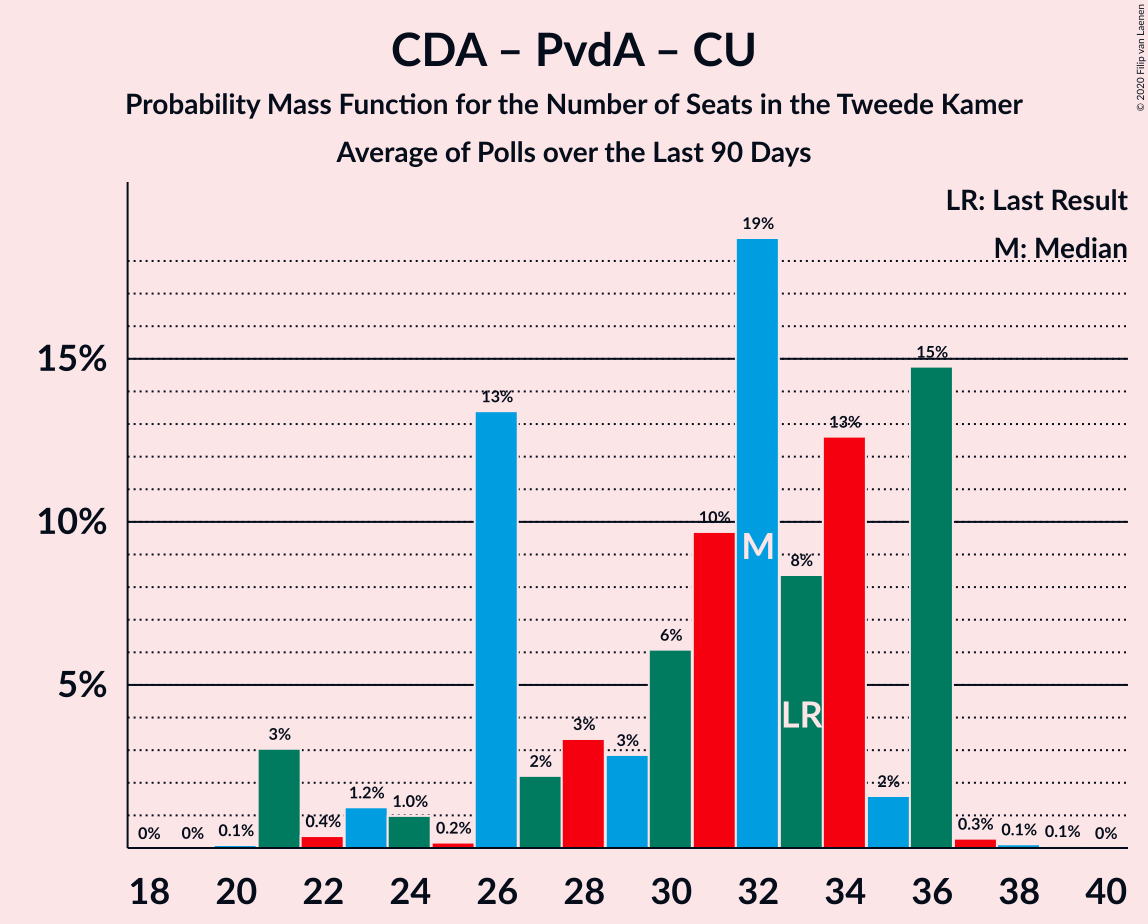 CDA – PvdA – CU
Probability Mass Function for the Number of Seats in the Tweede Kamer
Average of Polls over the Last 90 Days
© 2020 Filip van Laenen
LR: Last Result
M: Median
15%
10%
5%
0%
0%
0.1%
3%
0.4%
1.2%
1.0%
0.2%
13%
2%
3%
3%
6%
10%
19%
8%
13%
2%
15%
0.3%
0.1%
0.1%
0%
M
LR
18 20 22 24 26 28 30 32 34 36 38 40